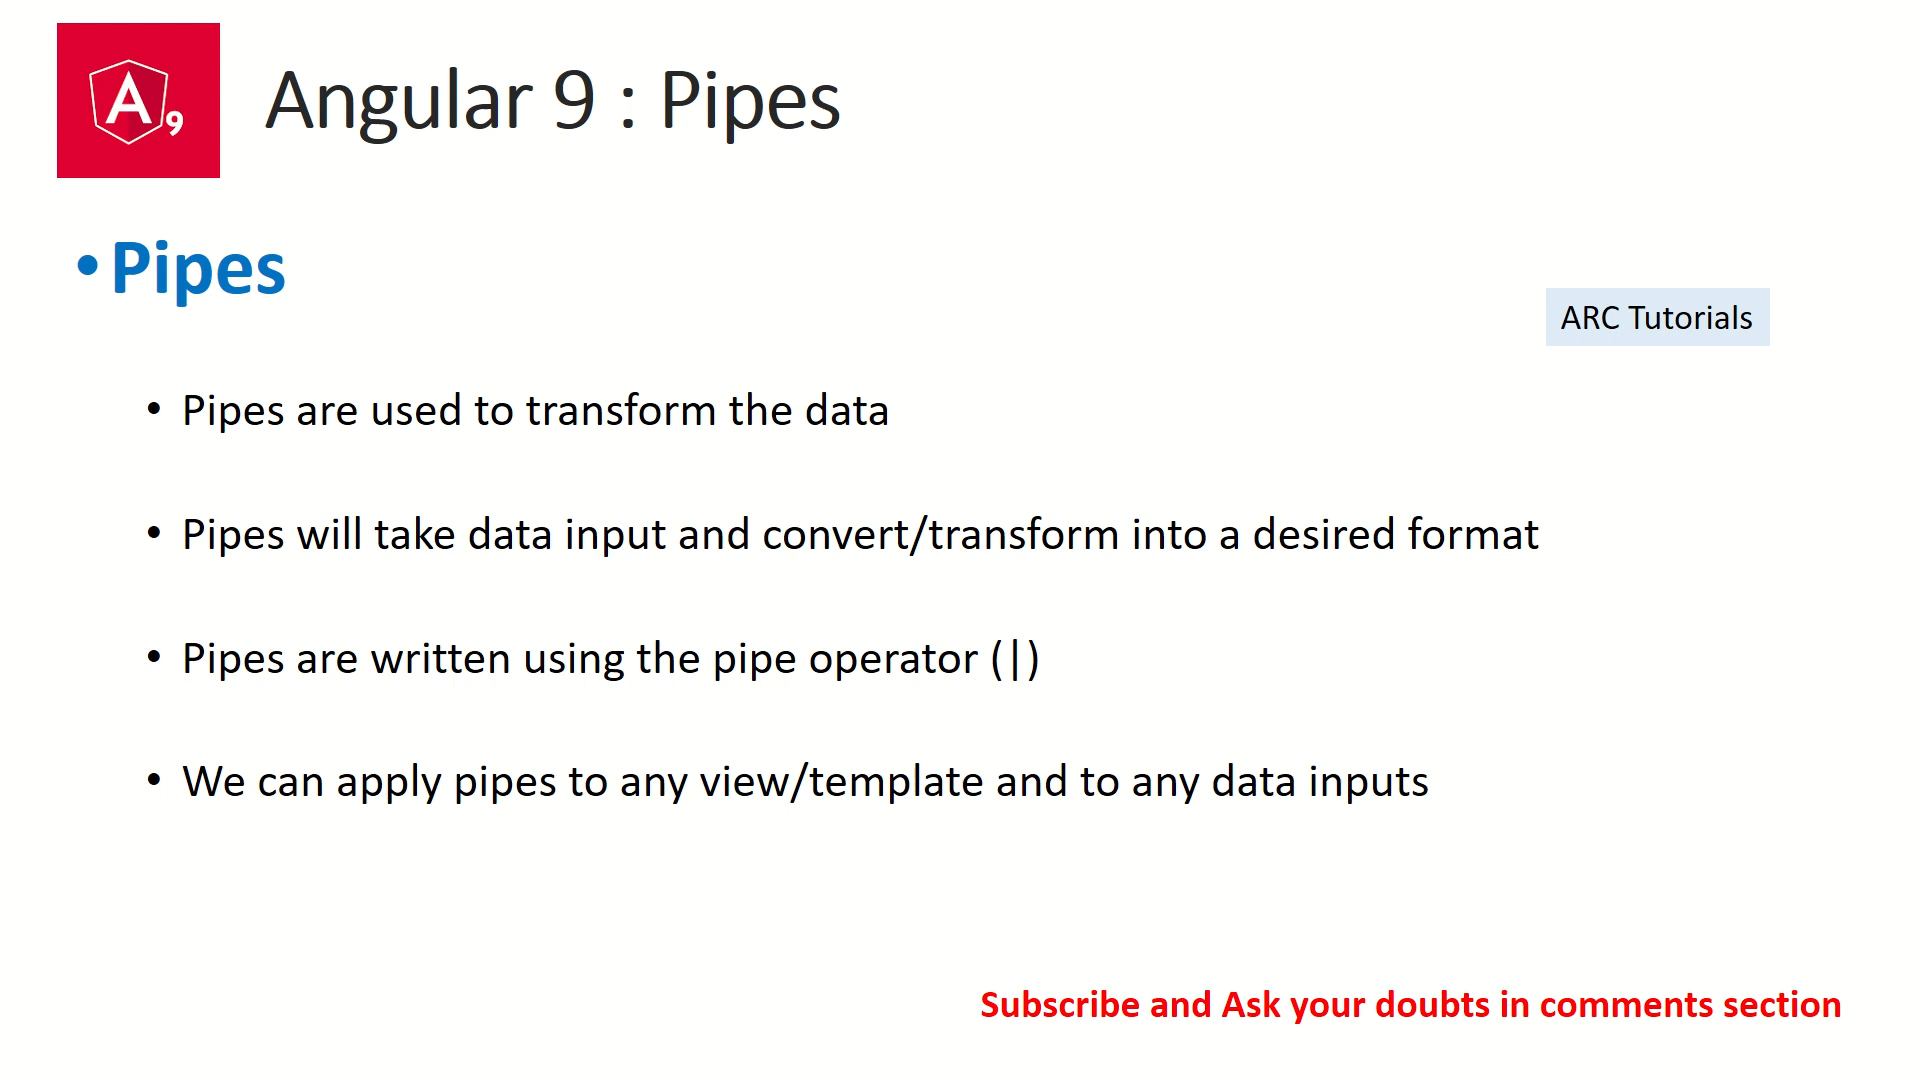 A9
Angular 9 : Pipes
• Pipes
ARC Tutorials
• Pipes are used to transform the data
• Pipes will take data input and convert/transform into a desired format
• Pipes are written using the pipe operator (|)
• We can apply pipes to any view/template and to any data inputs
Subscribe and Ask your doubts in comments section